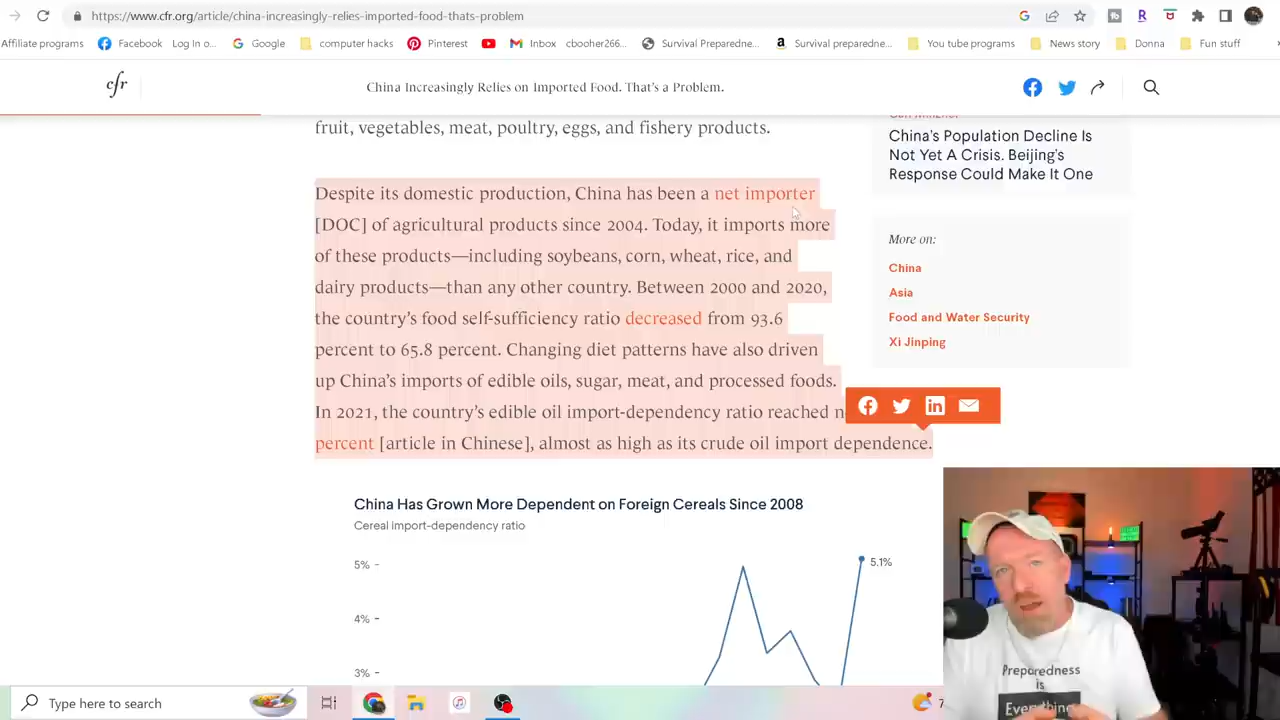 https://www.cfr.org/article/china-increasingly-relies-imported-food-thats-problem
Affiliate programs
Facebook
Log In o...
Google
computer hacks
Pinterest
Inbox
cbooher266...
Survival Preparedne...
Survival preparedne...
You tube programs
News story
Donna
Fun stuff
cfr
China Increasingly Relies on Imported Food. That's a Problem.
fruit, vegetables, meat, poultry, eggs, and fishery products.
Despite its domestic production, China has been a net importer
[DOC] of agricultural products since 2004. Today, it imports more
of these products—including soybeans, corn, wheat, rice, and
dairy products—than any other country. Between 2000 and 2020,
the country's food self-sufficiency ratio decreased from 93.6
percent to 65.8 percent. Changing diet patterns have also driven
up China's imports of edible oils, sugar, meat, and processed foods.
In 2021, the country's edible oil import-dependency ratio reached
percent [article in Chinese], almost as high as its crude oil import dependence.
China's Population Decline Is
Not Yet A Crisis. Beijing's
Response Could Make It One
More on:
China
Asia
Food and Water Security
Xi Jinping
China Has Grown More Dependent on Foreign Cereals Since 2008
Cereal import-dependency ratio
5%
5.1%
4%
3%
Preparedness
is
Everything
Type here to search